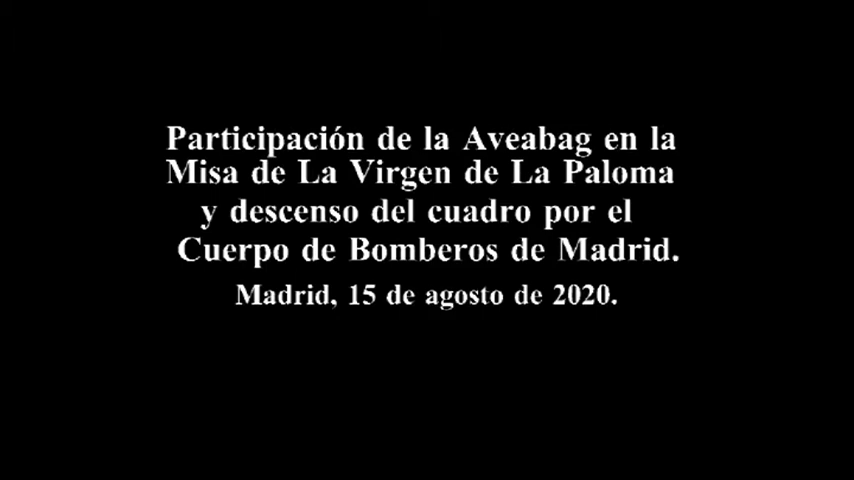 Participación de la Aveabag en la
Misa de La Virgen de La Paloma
y descenso del cuadro por el
Cuerpo de Bomberos de Madrid.
Madrid, 15 de agosto de 2020.